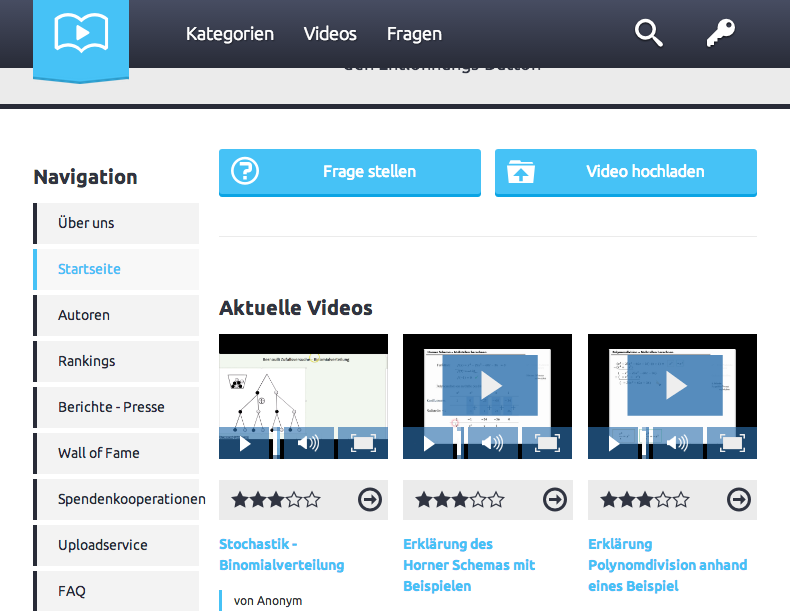 Kategorien Videos Fragen
den Entlohnungs-Button
Frage stellen Video hochladen
Navigation
Über uns
Startseite
Autoren
Rankings
Berichte - Presse
Wall of Fame
Spendenkooperationen
Uploadservice
FAQ
Aktuelle Videos
Stochastik -
Binomialverteilung
von Anonym
Erklärung des
Horner Schemas mit
Beispielen
Erklärung
Polynomdivision anhand
eines Beispiel